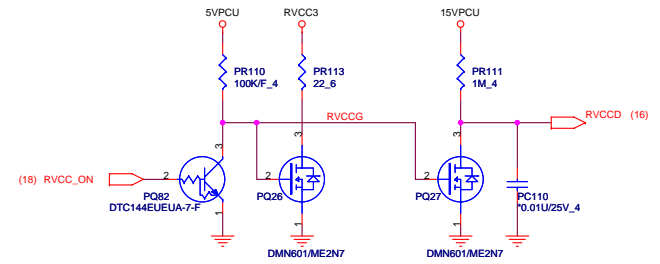 5VPCU
RVCC3
15VPCU
PR110
100K/F_4
PR113
22_6
PR111
1M_4
RVCCG
RVCCD (16)
3
3
3
(18) RVCC_ON
2
2
2
PQ82
DTC144EUEUA-7-F
PQ26
PQ27
PC110
*0.01U/25V_4
1
1
1
DMN601/ME2N7
DMN601/ME2N7